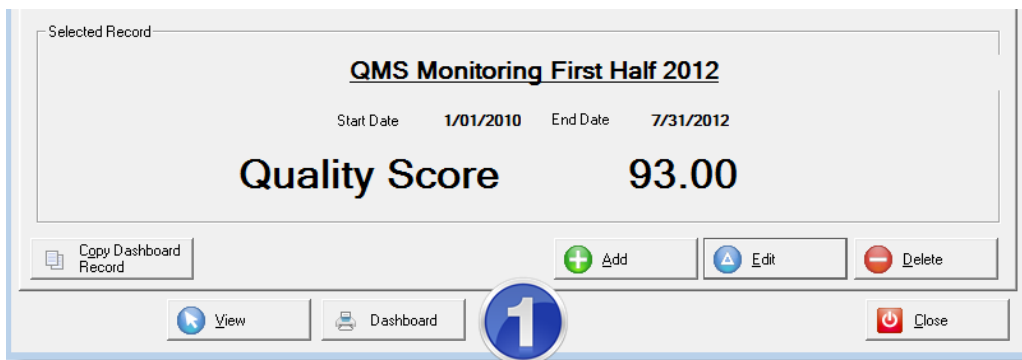 Selected Record
QMS Monitoring First Half 2012
Start Date 1/01/2010 End Date 7/31/2012
Quality Score 93.00
Copy Dashboard
Record
Add Edit Delete
View Dashboard 1 Close